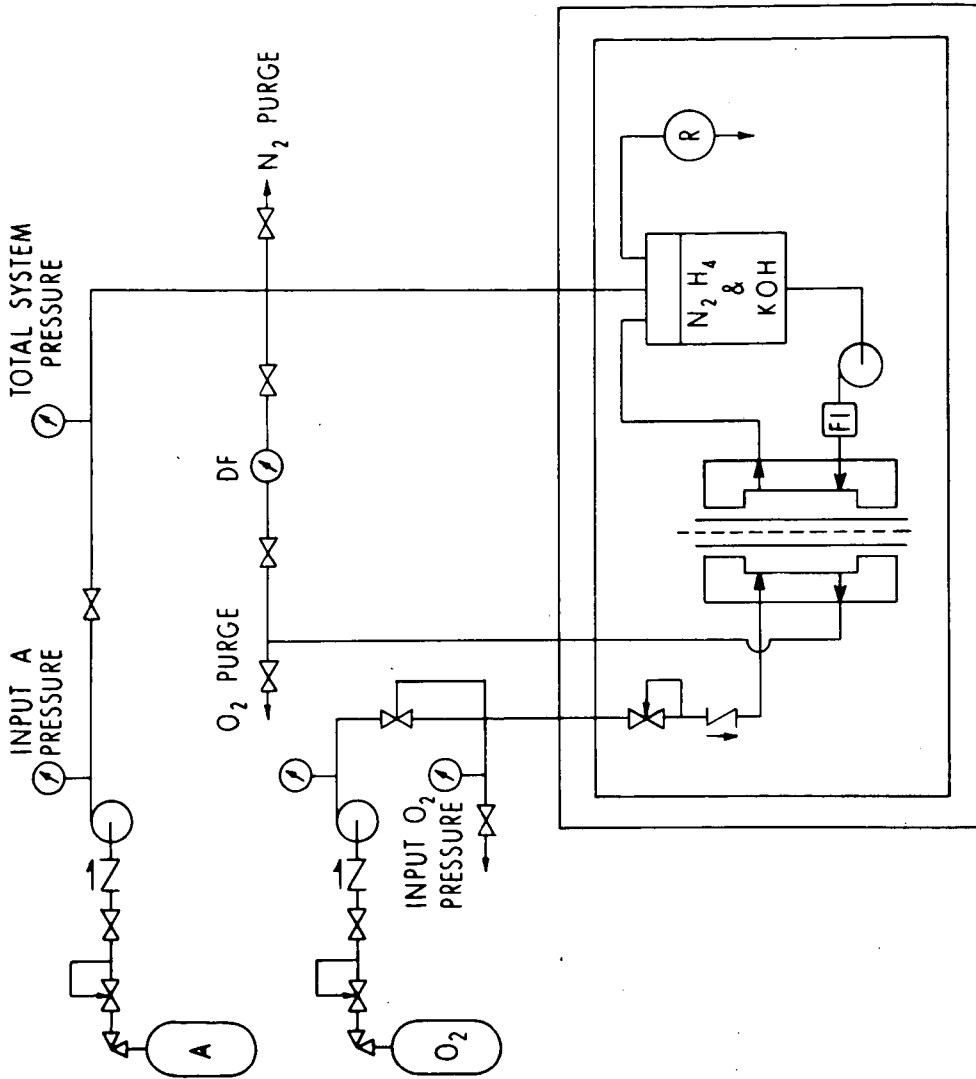 INPUT A
PRESSURE
TOTAL SYSTEM
PRESSURE
O₂ PURGE
DF
N₂ PURGE
A
O₂
INPUT O₂
PRESSURE
FI
N₂ H₄
&
KOH
R